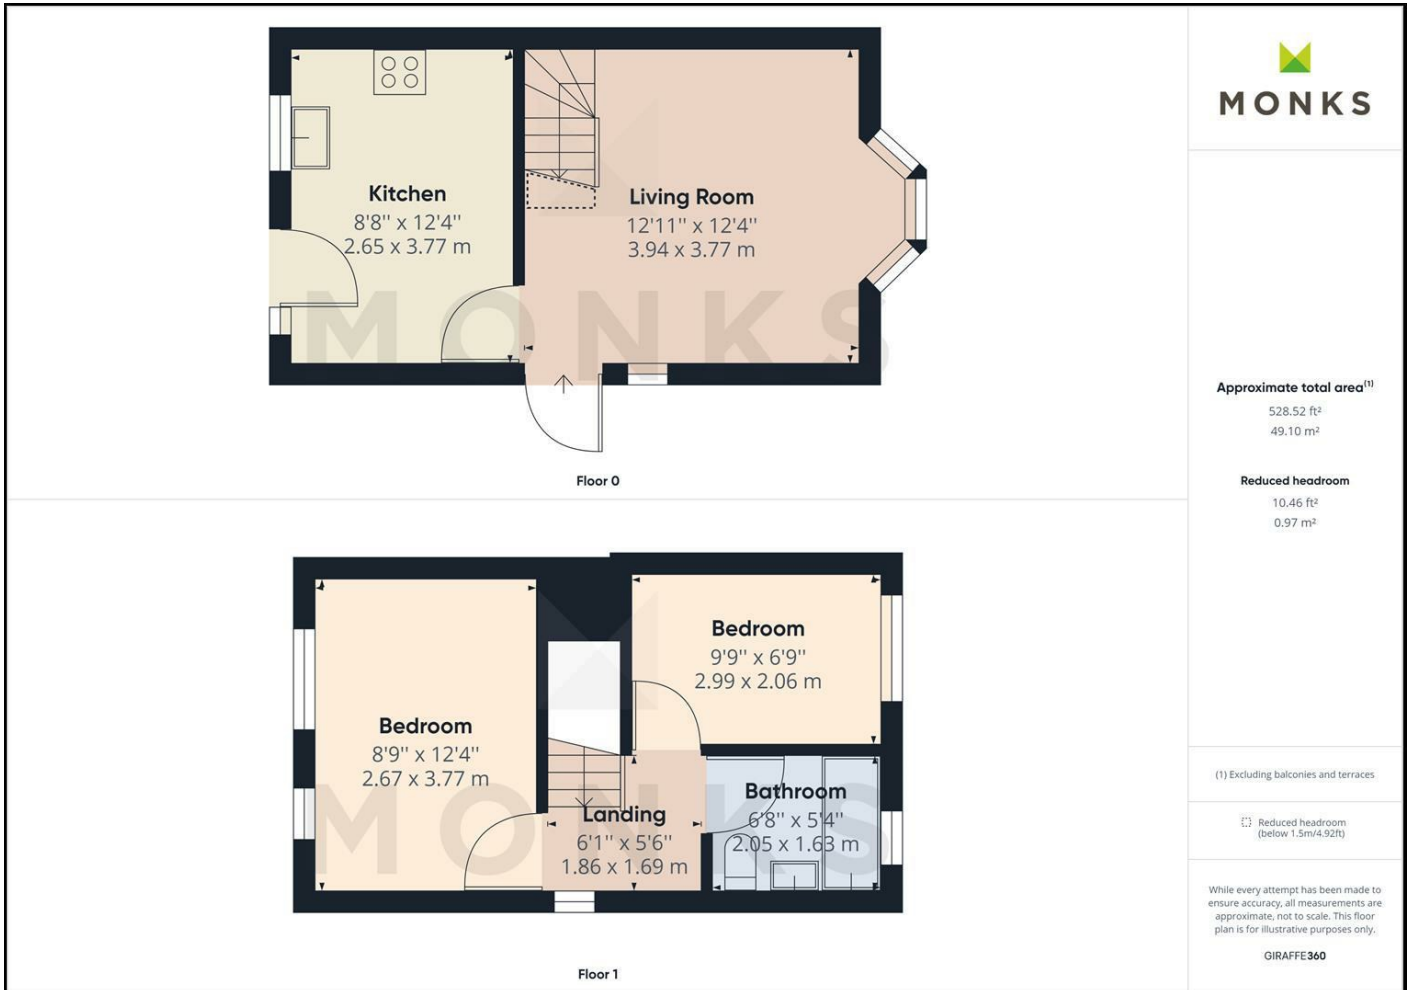 Kitchen
8'8'' x 12'4''
2.65 x 3.77 m
Living Room
12'11'' x 12'4''
3.94 x 3.77 m
MONKS
Floor 0
Bedroom
8'9'' x 12'4''
2.67 x 3.77 m
Bedroom
9'9'' x 6'9''
2.99 x 2.06 m
Landing
6'1'' x 5'6''
1.86 x 1.69 m
Bathroom
6'8'' x 5'4''
2.05 x 1.63 m
MONKS
Floor 1
MONKS
Approximate total area(1)
528.52 ft²
49.10 m²
Reduced headroom
10.46 ft²
0.97 m²
(1) Excluding balconies and terraces
Reduced headroom
(below 1.5m/4.92ft)
While every attempt has been made to
ensure accuracy, all measurements are
approximate, not to scale. This floor
plan is for illustrative purposes only.
GIRAFFE360